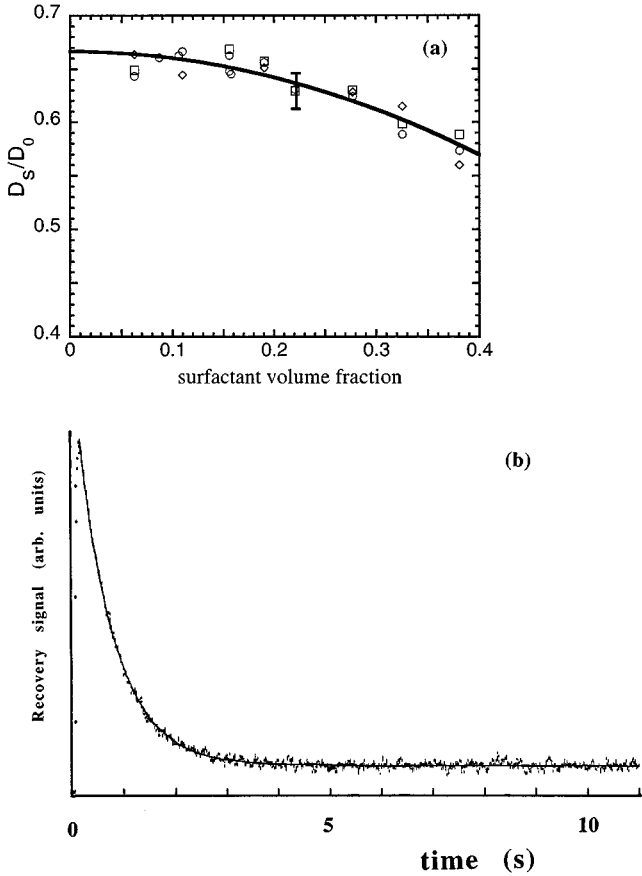 0.7
(a)
0.6
D_S/D_0
0.5
0.4
0
0.1
0.2
0.3
0.4
surfactant volume fraction
(b)
Recovery signal (arb. units)
0
5
10
time (s)